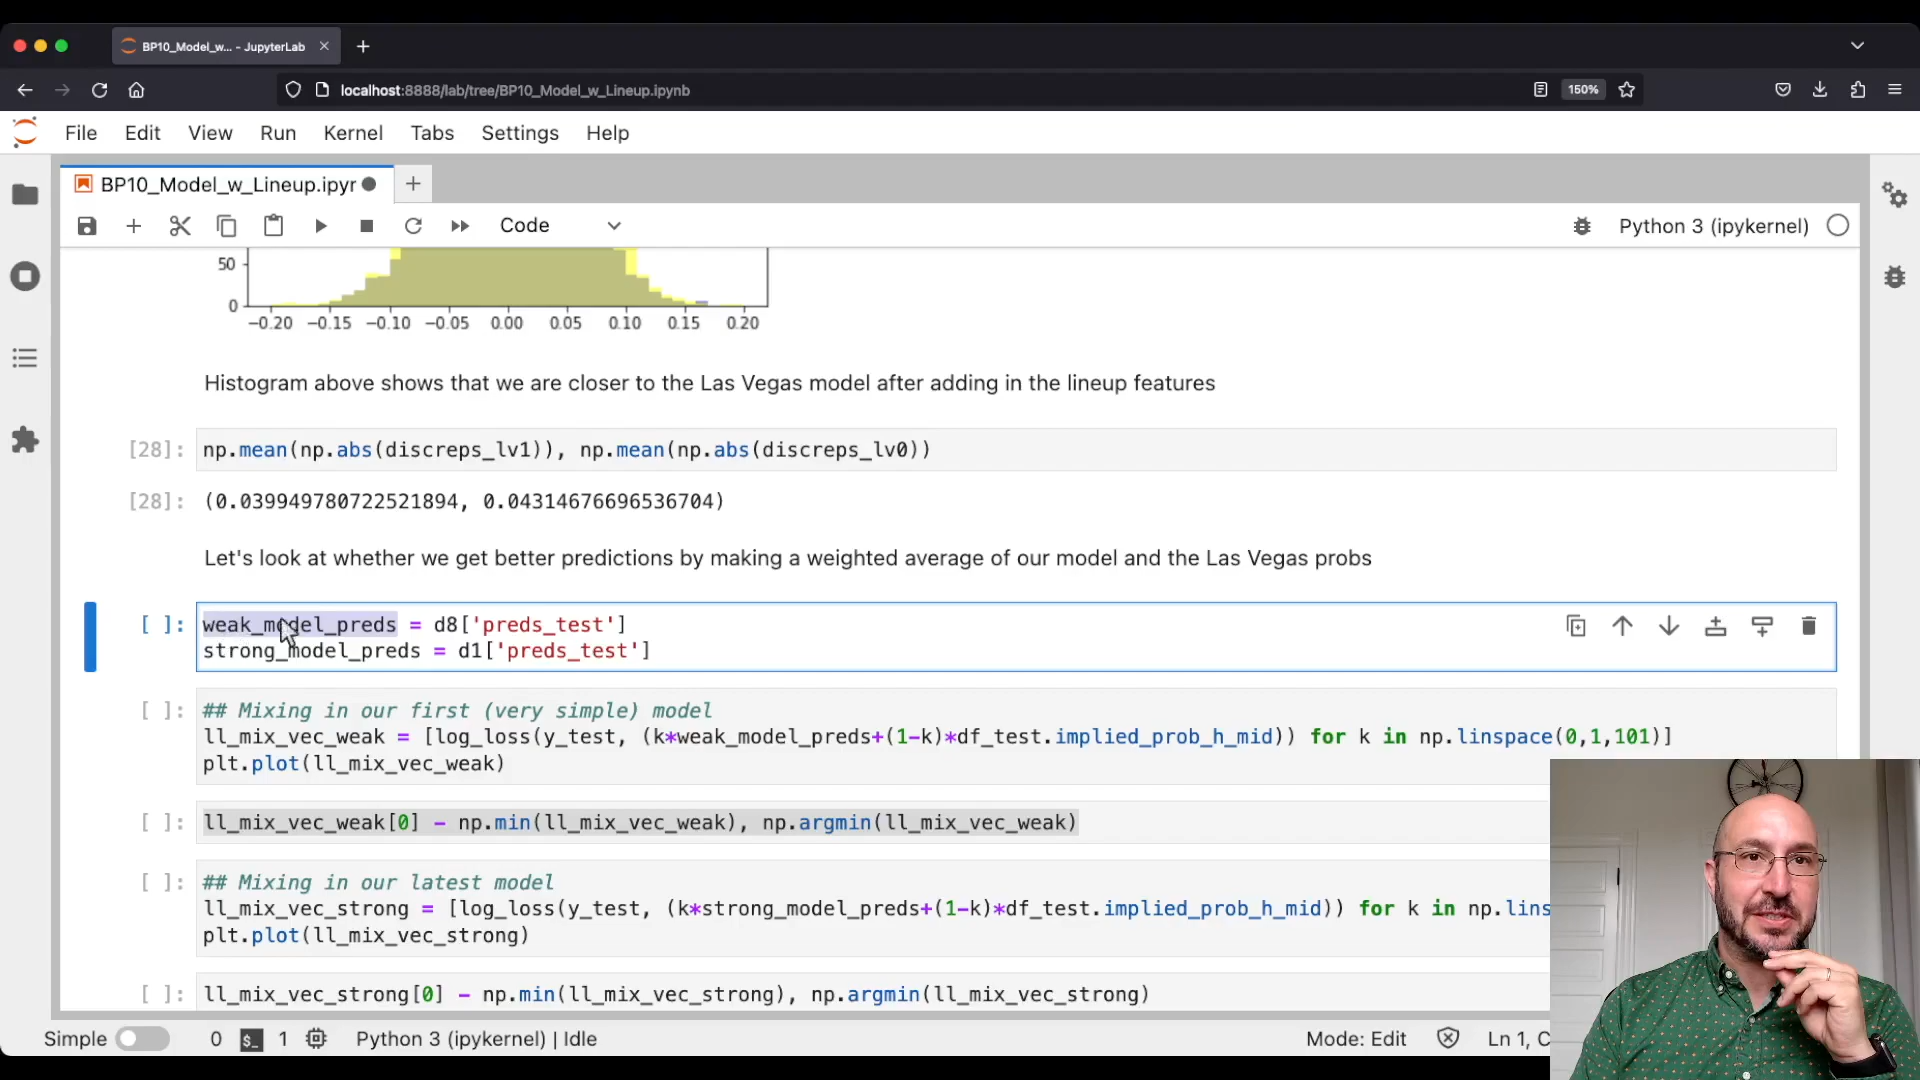 BP10_Model_w... - JupyterLab
localhost:8888/lab/tree/BP10_Model_w_Lineup.ipynb
150%
File Edit View Run Kernel Tabs Settings Help
BP10_Model_w_Lineup.ipyr
Code
Python 3 (ipykernel)
50
0
−0.20 −0.15 −0.10 −0.05 0.00 0.05 0.10 0.15 0.20
Histogram above shows that we are closer to the Las Vegas model after adding in the lineup features
[28]: np.mean(np.abs(discreps_lv1)), np.mean(np.abs(discreps_lv0))
[28]: (0.039949780722521894, 0.04314676696536704)
Let's look at whether we get better predictions by making a weighted average of our model and the Las Vegas probs
[ ]: weak_model_preds = d8['preds_test']
strong_model_preds = d1['preds_test']
[ ]: ## Mixing in our first (very simple) model
ll_mix_vec_weak = [log_loss(y_test, (k*weak_model_preds+(1-k)*df_test.implied_prob_h_mid)) for k in np.linspace(0,1,101)]
plt.plot(ll_mix_vec_weak)
[ ]: ll_mix_vec_weak[0] - np.min(ll_mix_vec_weak), np.argmin(ll_mix_vec_weak)
[ ]: ## Mixing in our latest model
ll_mix_vec_strong = [log_loss(y_test, (k*strong_model_preds+(1-k)*df_test.implied_prob_h_mid)) for k in np.lins
plt.plot(ll_mix_vec_strong)
[ ]: ll_mix_vec_strong[0] - np.min(ll_mix_vec_strong), np.argmin(ll_mix_vec_strong)
Simple 0 $_ 1 Python 3 (ipykernel) | Idle Mode: Edit Ln 1, C